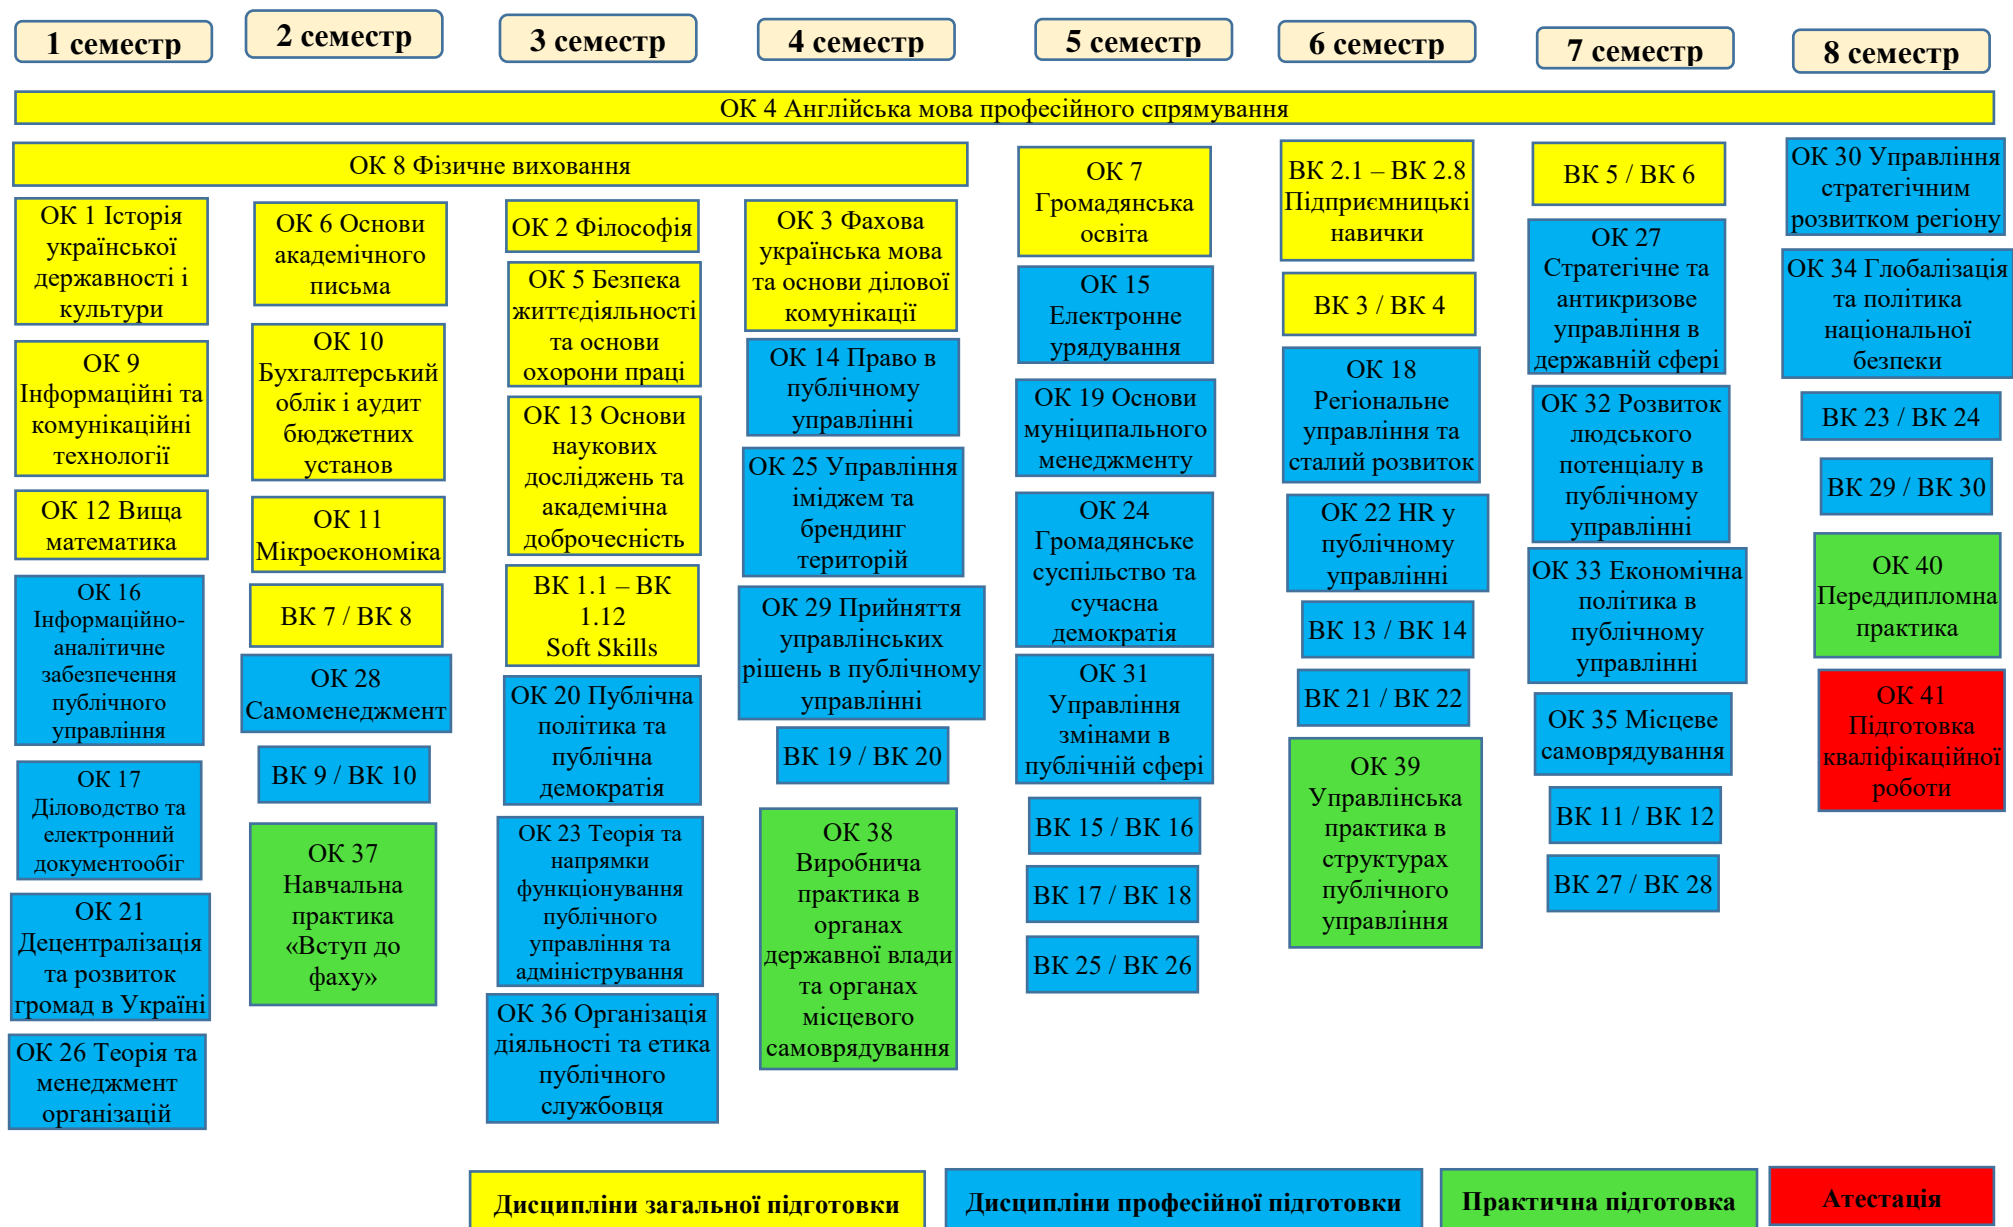 1 семестр
2 семестр
3 семестр
4 семестр
5 семестр
6 семестр
7 семестр
8 семестр
ОК 4 Англійська мова професійного спрямування
ОК 8 Фізичне виховання
ОК 1 Історія
української
державності і
культури
ОК 9
Інформаційні та
комунікаційні
технології
ОК 12 Вища
математика
ОК 16
Інформаційно-
аналітичне
забезпечення
публічного
управління
ОК 17
Діловодство та
електронний
документообіг
ОК 21
Децентралізація
та розвиток
громад в Україні
ОК 26 Теорія та
менеджмент
організацій
ОК 6 Основи
академічного
письма
ОК 10
Бухгалтерський
облік і аудит
бюджетних
установ
ОК 11
Мікроекономіка
ВК 7 / ВК 8
ОК 28
Самоменеджмент
ВК 9 / ВК 10
ОК 37
Навчальна
практика
«Вступ до
фаху»
ОК 2 Філософія
ОК 5 Безпека
життєдіяльності
та основи
охорони праці
ОК 13 Основи
наукових
досліджень та
академічна
доброчесність
ВК 1.1 – ВК
1.12
Soft Skills
ОК 20 Публічна
політика та
публічна
демократія
ОК 23 Теорія та
напрямки
функціонування
публічного
управління та
адміністрування
ОК 36 Організація
діяльності та етика
публічного
службовця
ОК 3 Фахова
українська мова
та основи ділової
комунікації
ОК 14 Право в
публічному
управлінні
ОК 25 Управління
іміджем та
брендинг
територій
ОК 29 Прийняття
управлінських
рішень в публічному
управлінні
ВК 19 / ВК 20
ОК 38
Виробнича
практика в
органах
державної влади
та органах
місцевого
самоврядування
ОК 7
Громадянська
освіта
ОК 15
Електронне
урядування
ОК 19 Основи
муніципального
менеджменту
ОК 24
Громадянське
суспільство та
сучасна
демократія
ОК 31
Управління
змінами в
публічній сфері
ВК 15 / ВК 16
ВК 17 / ВК 18
ВК 25 / ВК 26
ВК 2.1 – ВК 2.8
Підприємницькі
навички
ВК 3 / ВК 4
ОК 18
Регіональне
управління та
сталий розвиток
ОК 22 HR у
публічному
управлінні
ВК 13 / ВК 14
ВК 21 / ВК 22
ОК 39
Управлінська
практика в
структурах
публічного
управління
ВК 5 / ВК 6
ОК 27
Стратегічне та
антикризове
управління в
державній сфері
ОК 32 Розвиток
людського
потенціалу в
публічному
управлінні
ОК 33 Економічна
політика в
публічному
управлінні
ОК 35 Місцеве
самоврядування
ВК 11 / ВК 12
ВК 27 / ВК 28
ОК 30 Управління
стратегічним
розвитком регіону
ОК 34 Глобалізація
та політика
національної
безпеки
ВК 23 / ВК 24
ВК 29 / ВК 30
ОК 40
Переддипломна
практика
ОК 41
Підготовка
кваліфікаційної
роботи
Дисципліни загальної підготовки
Дисципліни професійної підготовки
Практична підготовка
Атестація